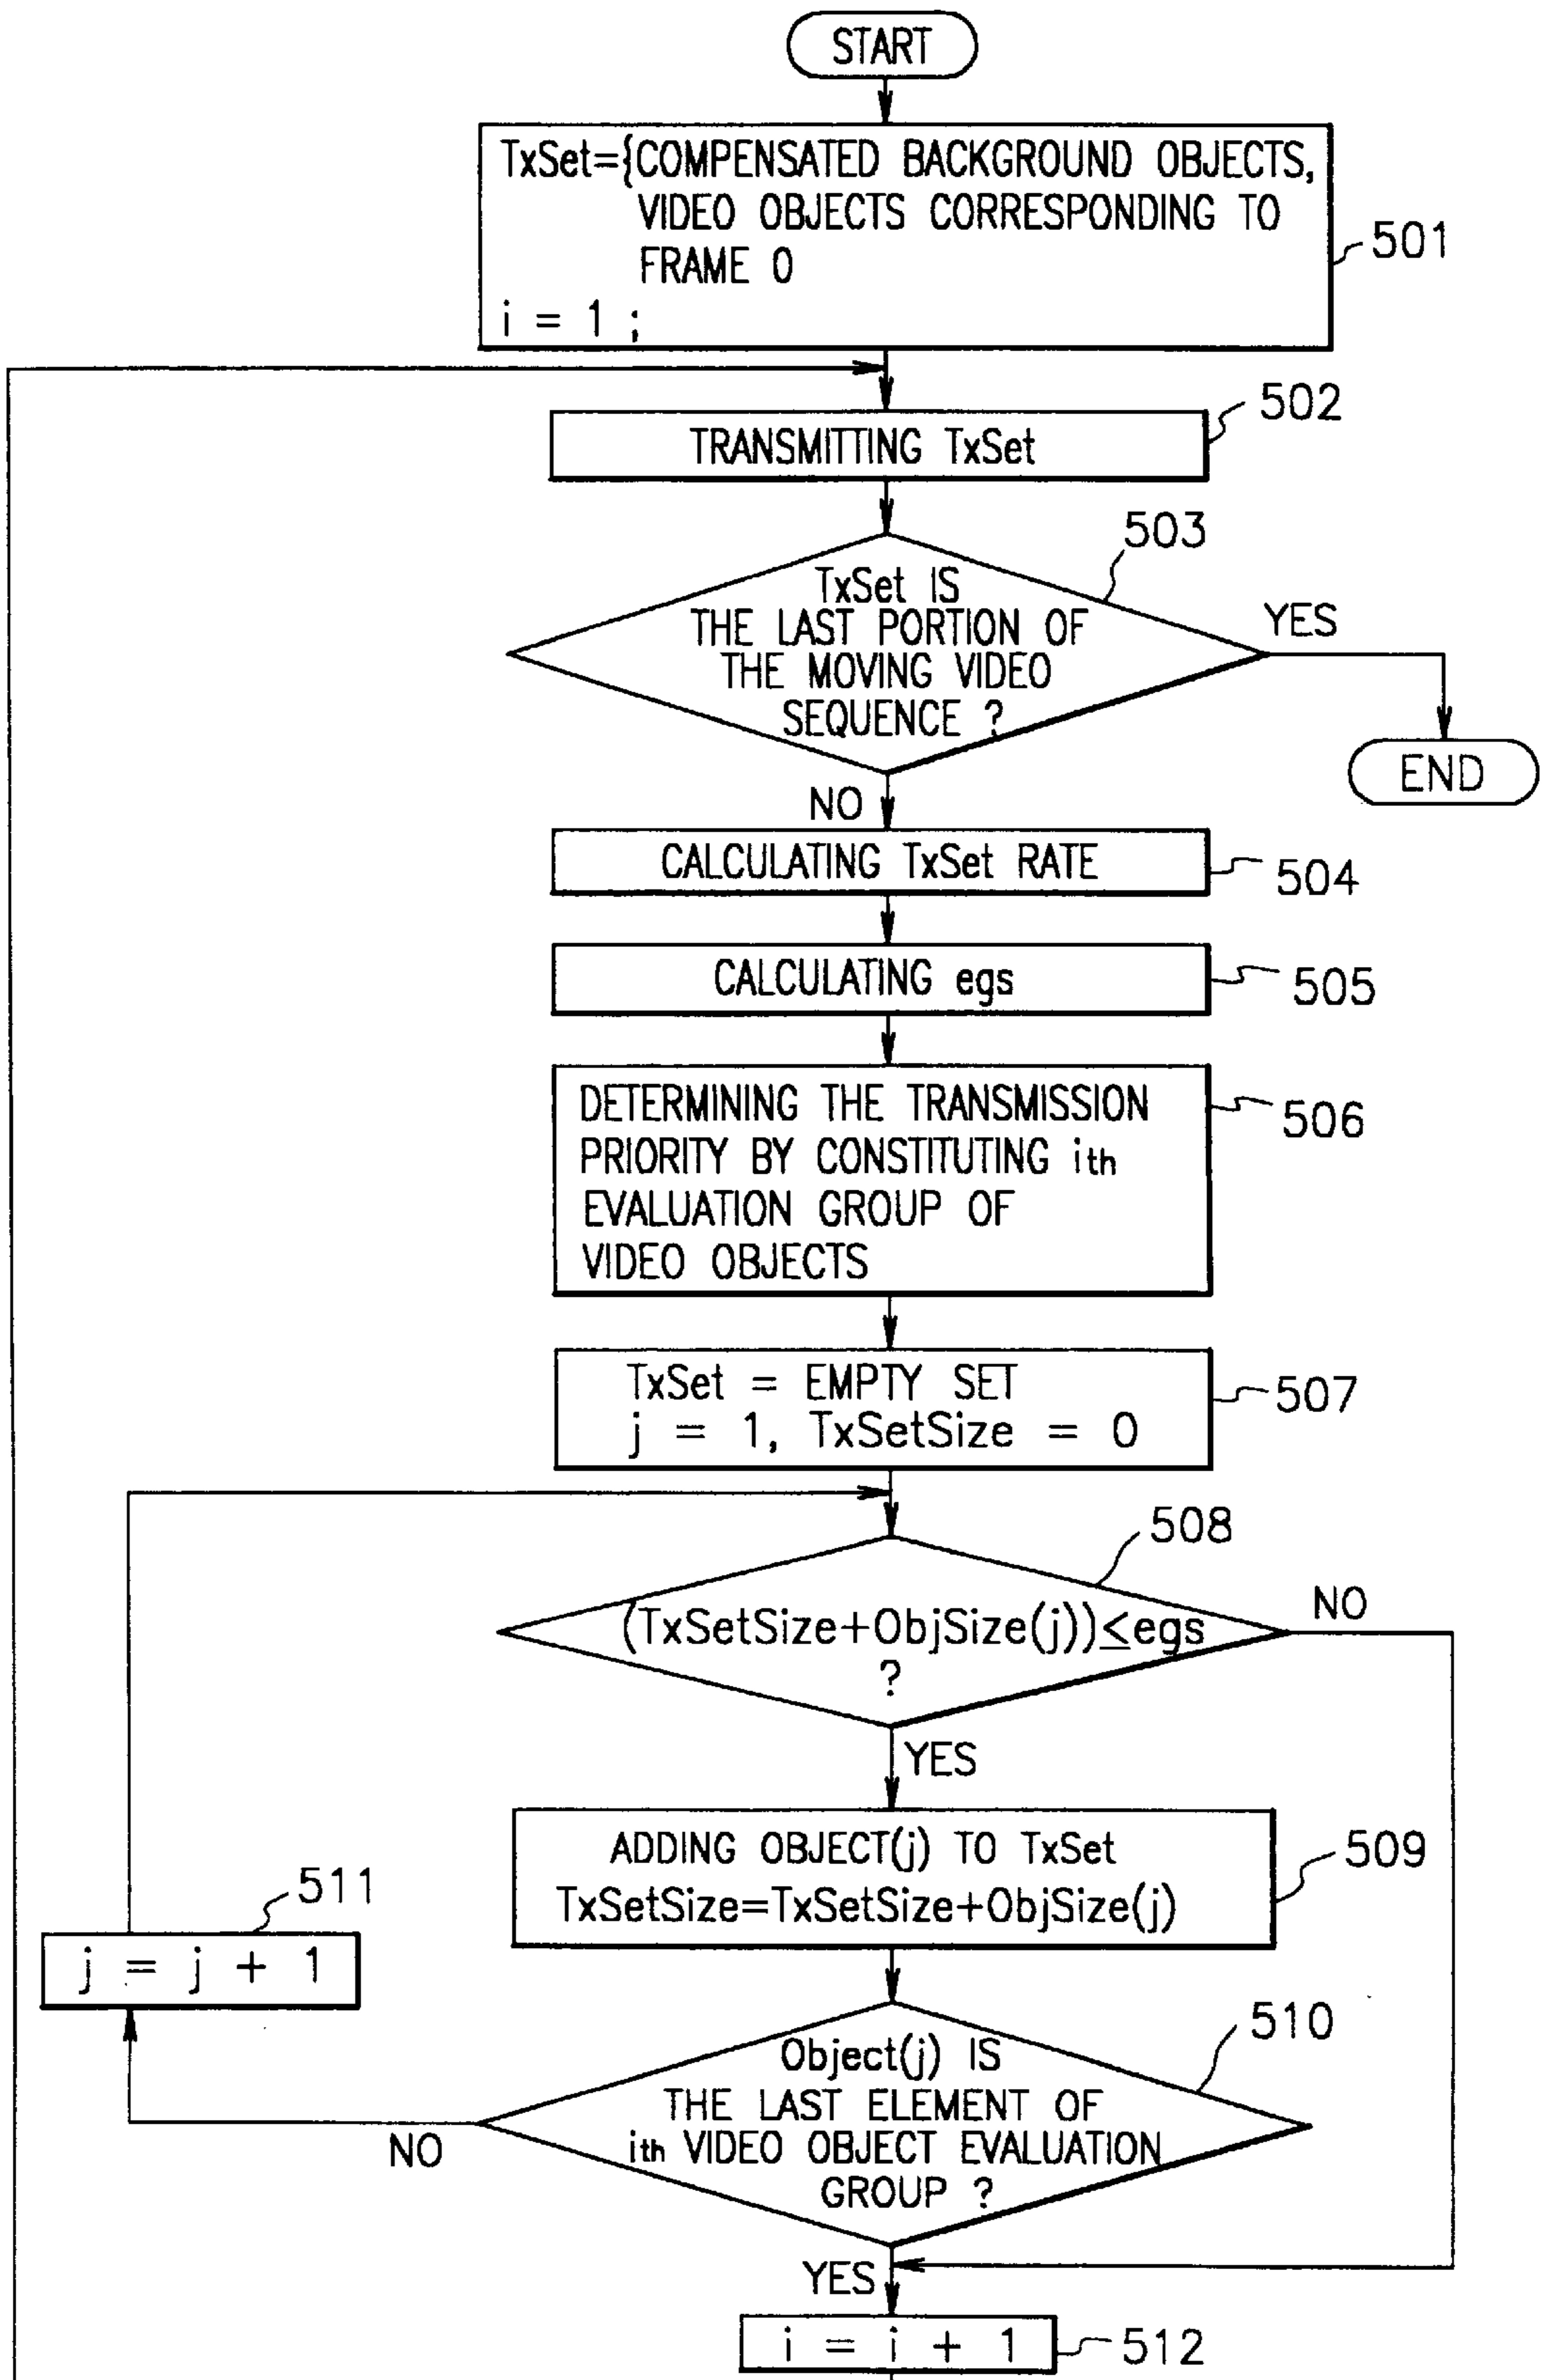 START
TxSet={COMPENSATED BACKGROUND OBJECTS,
VIDEO OBJECTS CORRESPONDING TO
FRAME 0
i = 1 ;
501
TRANSMITTING TxSet
502
503
TxSet IS
THE LAST PORTION OF
THE MOVING VIDEO
SEQUENCE ?
YES
END
NO
CALCULATING TxSet RATE
504
CALCULATING egs
505
DETERMINING THE TRANSMISSION
PRIORITY BY CONSTITUTING ith
EVALUATION GROUP OF
VIDEO OBJECTS
506
TxSet = EMPTY SET
j = 1, TxSetSize = 0
507
508
(TxSetSize+ObjSize(j))≤egs
?
NO
YES
ADDING OBJECT(j) TO TxSet
TxSetSize=TxSetSize+ObjSize(j)
509
511
j = j + 1
510
Object(j) IS
THE LAST ELEMENT OF
ith VIDEO OBJECT EVALUATION
GROUP ?
NO
YES
i = i + 1
512